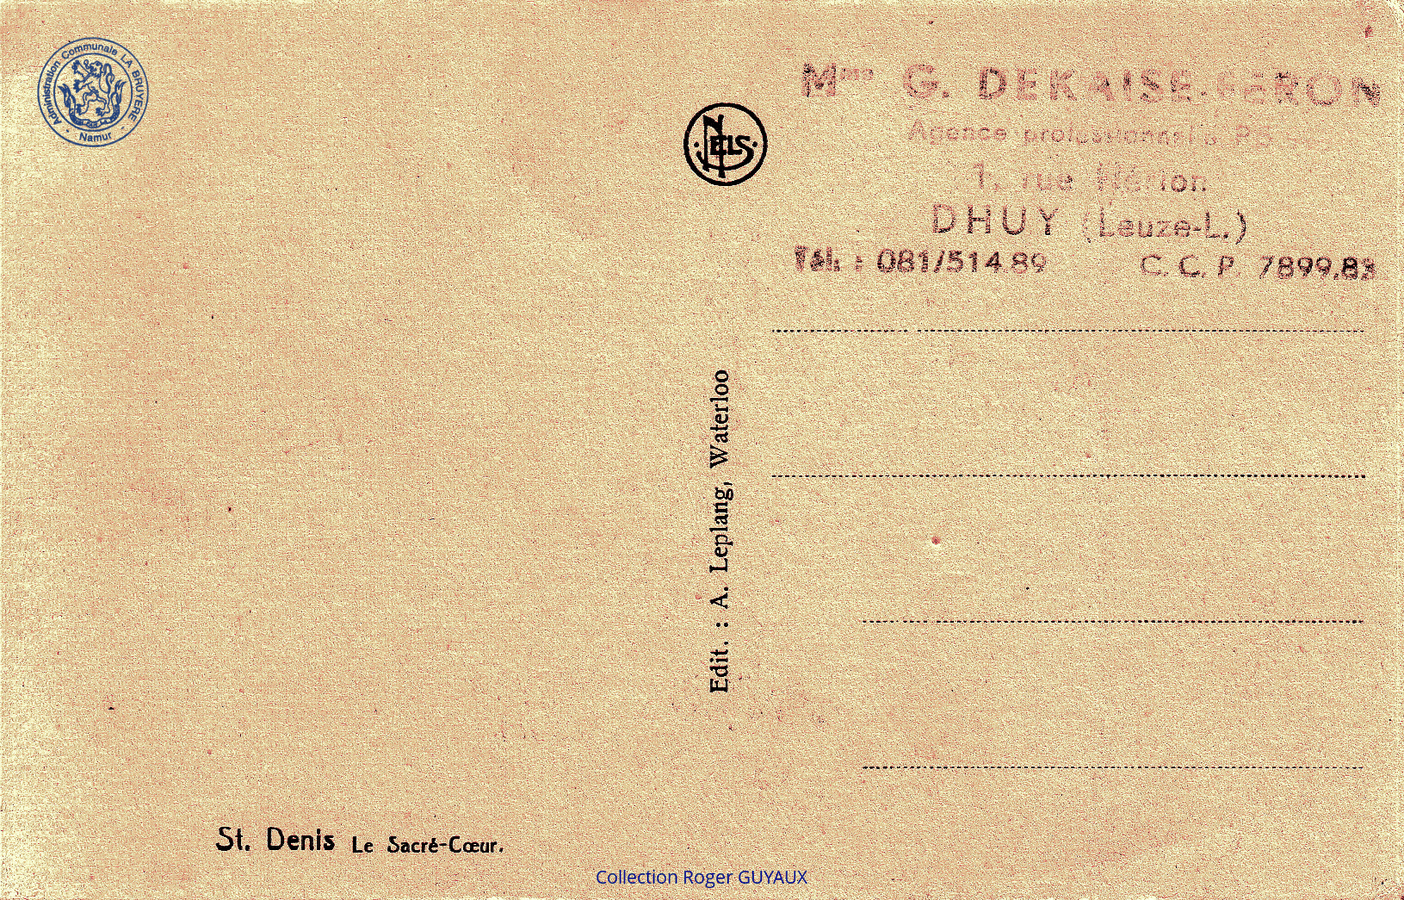 Administration Communale LA BRUYERE
- Namur -
NELS
Mme G. DEKAISE-
Agence
1, rue
DHUY (Leuze-L.)
Tél. : 081/514.89 C. C. P. 7899.83
Edit. : A. Leplang, Waterloo
St. Denis Le Sacré-Cœur.
Collection Roger GUYAUX